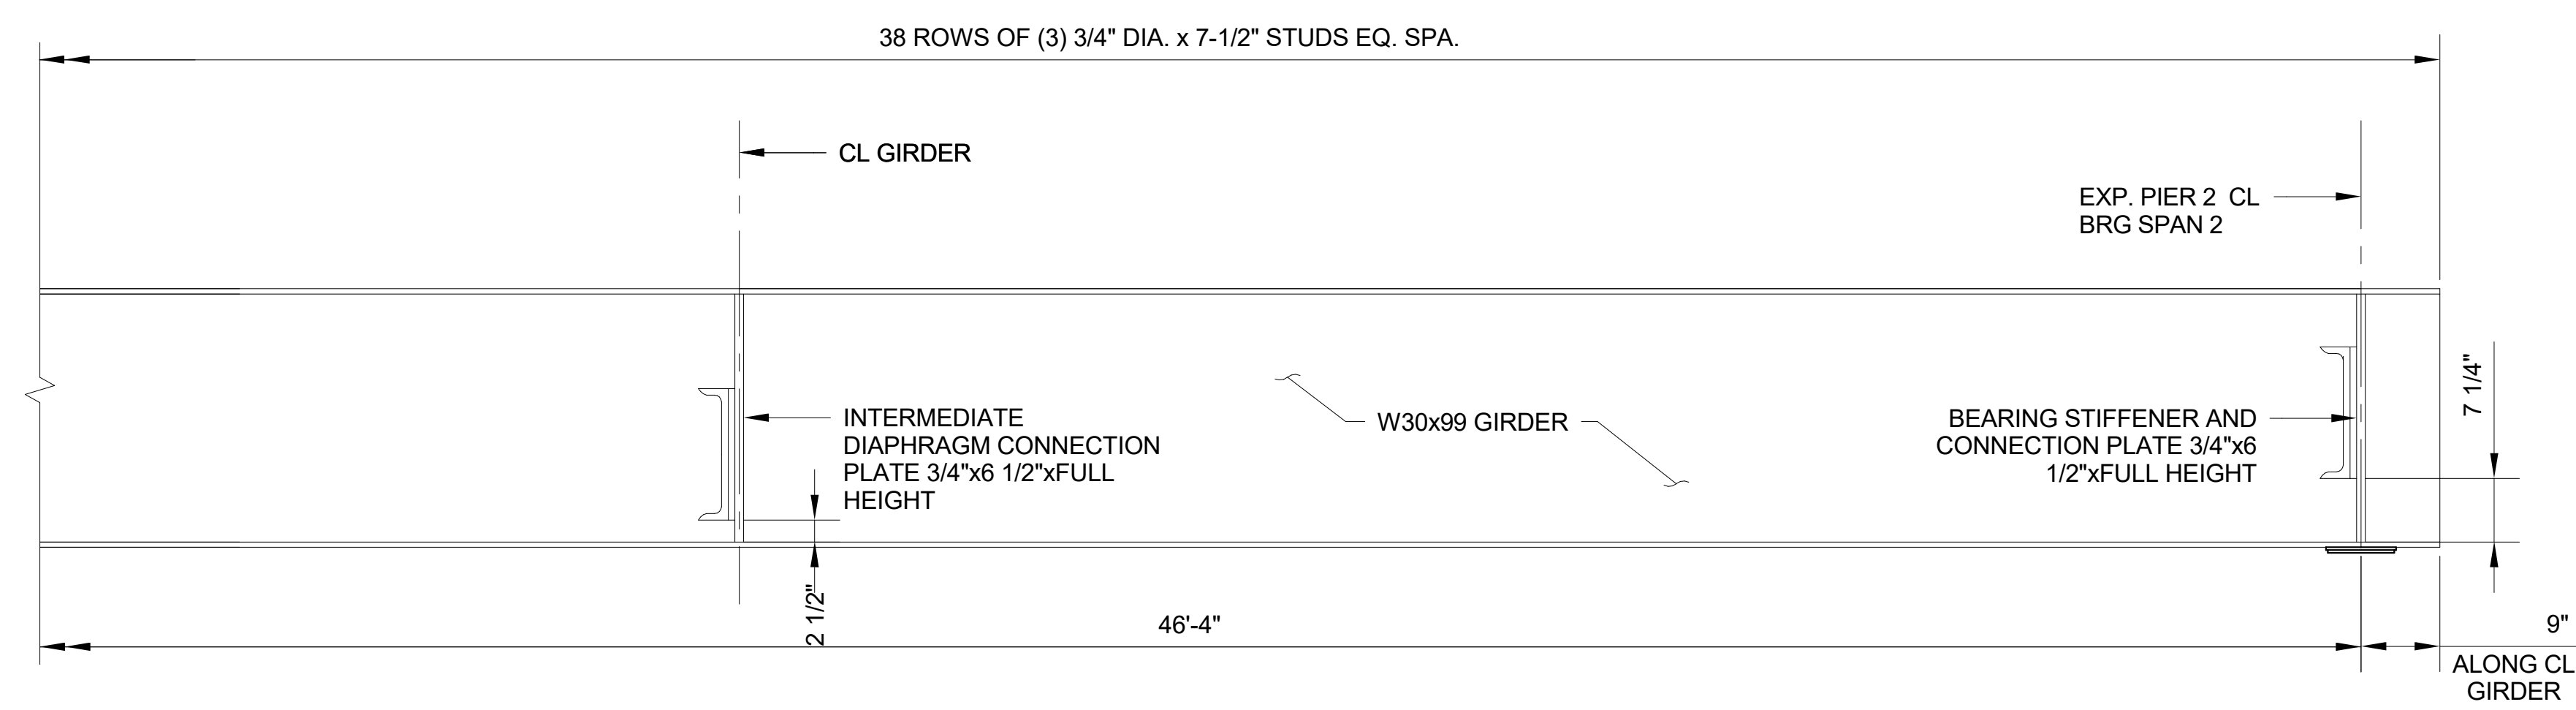 38 ROWS OF (3) 3/4" DIA. x 7-1/2" STUDS EQ. SPA.
CL GIRDER
EXP. PIER 2  CL
BRG SPAN 2
INTERMEDIATE
DIAPHRAGM CONNECTION
PLATE 3/4"x6 1/2"xFULL
HEIGHT
W30x99 GIRDER
BEARING STIFFENER AND
CONNECTION PLATE 3/4"x6
1/2"xFULL HEIGHT
7 1/4"
2 1/2"
46'-4"
9"
ALONG CL
GIRDER